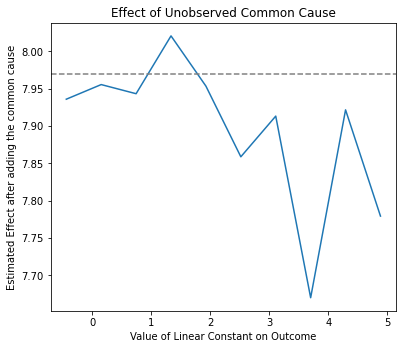 Effect of Unobserved Common Cause
Estimated Effect after adding the common cause
8.00
7.95
7.90
7.85
7.80
7.75
7.70
0 1 2 3 4 5
Value of Linear Constant on Outcome